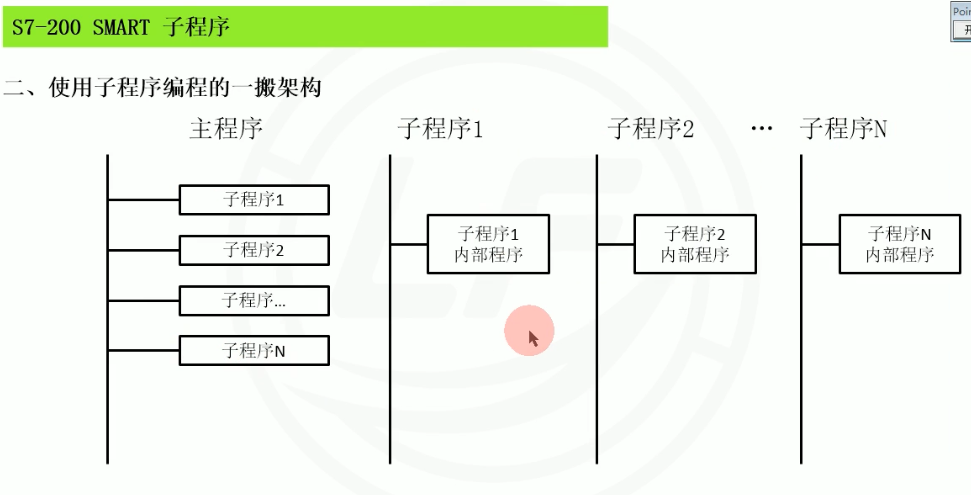 S7-200 SMART 子程序
Poin
开
二、使用子程序编程的一搬架构
主程序 子程序1 子程序2 … 子程序N
子程序1
子程序2
子程序...
子程序N
子程序1
内部程序
子程序2
内部程序
子程序N
内部程序
LF